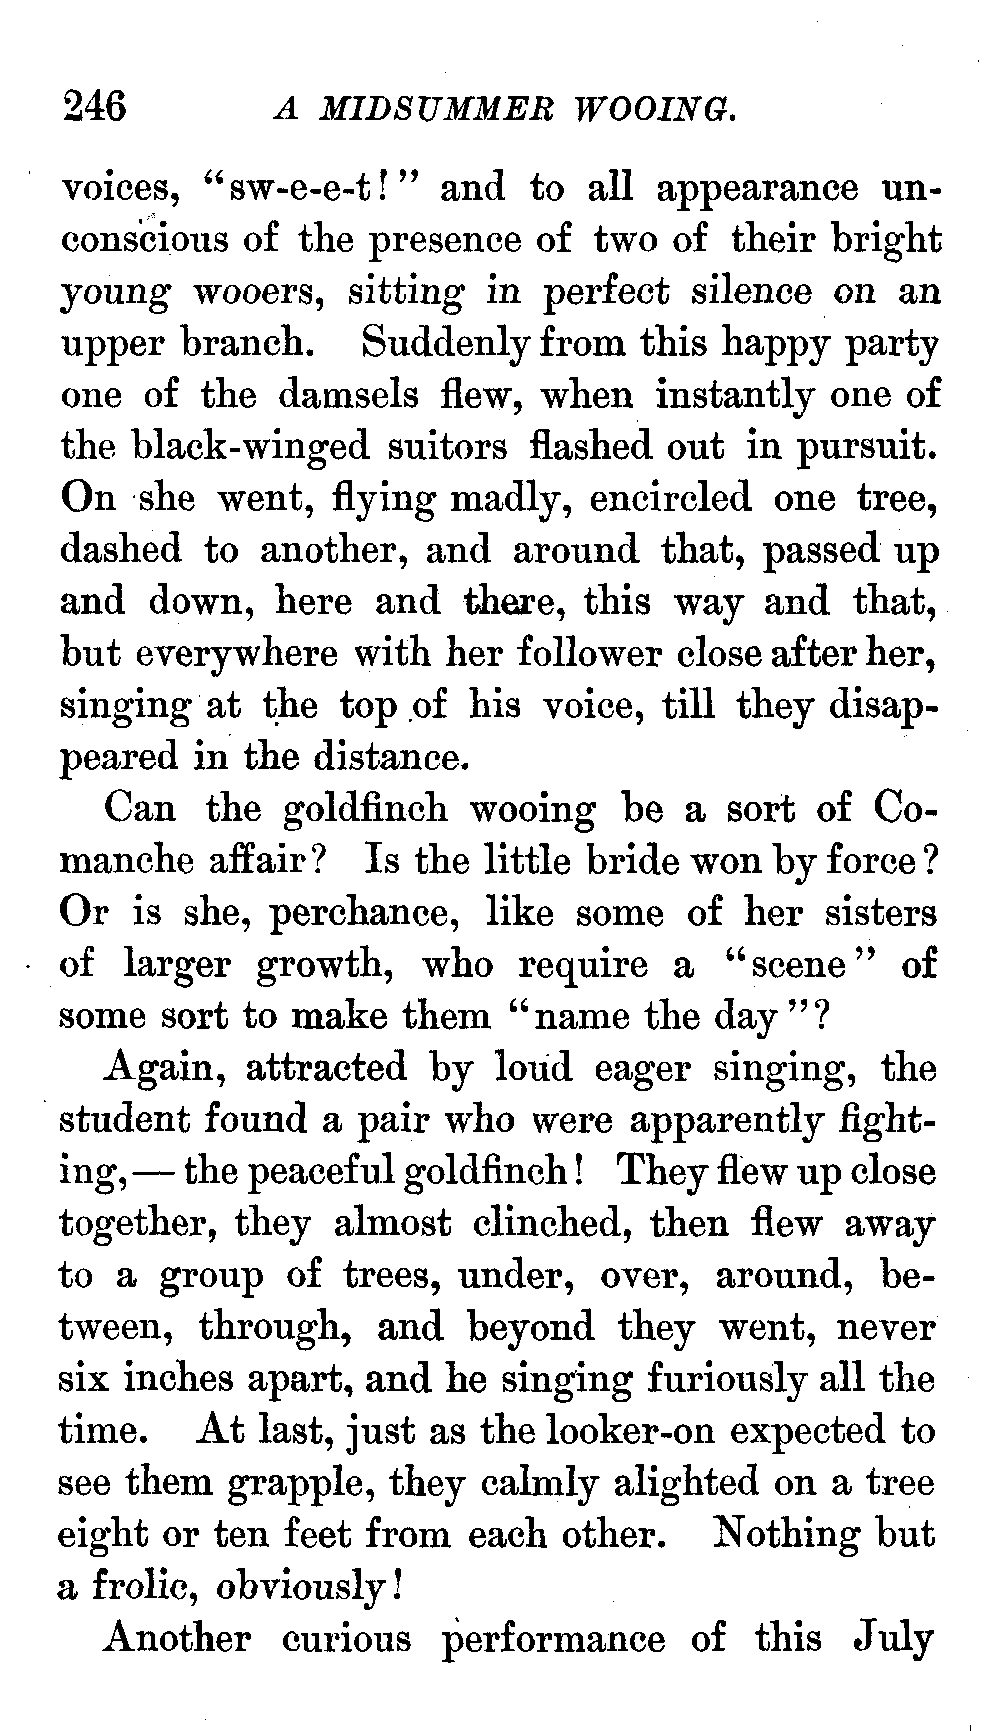 246 A MIDSUMMER WOOING.
voices, "sw-e-e-t!" and to all appearance un-
conscious of the presence of two of their bright
young wooers, sitting in perfect silence on an
upper branch. Suddenly from this happy party
one of the damsels flew, when instantly one of
the black-winged suitors flashed out in pursuit.
On she went, flying madly, encircled one tree,
dashed to another, and around that, passed up
and down, here and there, this way and that,
but everywhere with her follower close after her,
singing at the top of his voice, till they disap-
peared in the distance.
Can the goldfinch wooing be a sort of Co-
manche affair? Is the little bride won by force?
Or is she, perchance, like some of her sisters
of larger growth, who require a "scene" of
some sort to make them "name the day"?
Again, attracted by loud eager singing, the
student found a pair who were apparently fight-
ing,—the peaceful goldfinch! They flew up close
together, they almost clinched, then flew away
to a group of trees, under, over, around, be-
tween, through, and beyond they went, never
six inches apart, and he singing furiously all the
time. At last, just as the looker-on expected to
see them grapple, they calmly alighted on a tree
eight or ten feet from each other. Nothing but
a frolic, obviously!
Another curious performance of this July